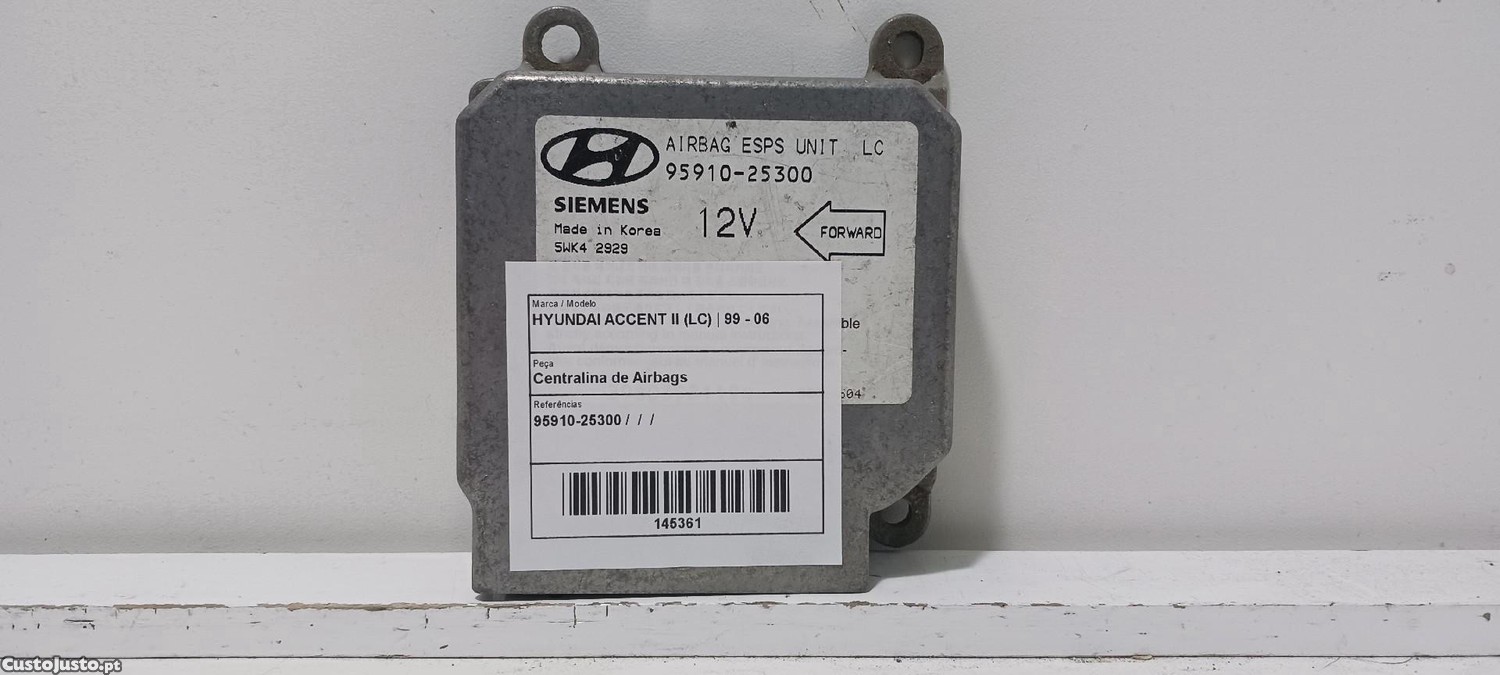 AIRBAG ESPS UNIT LC
95910-25300
SIEMENS
Made in Korea
5WK4 2929
12V
FORWARD
Marca / Modelo
HYUNDAI ACCENT II (LC) | 99 - 06
Peça
Centralina de Airbags
Referências
95910-25300 / / /
145361
ble
-
CustoJusto.pt